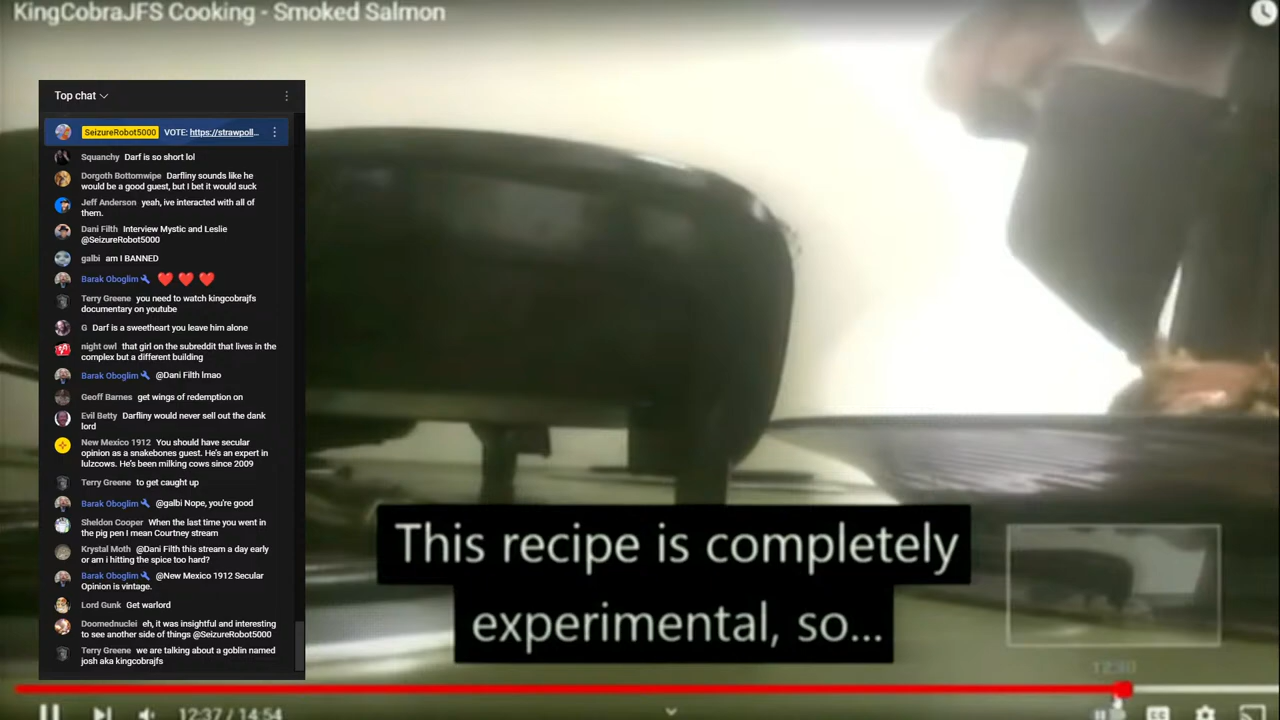 KingCobraJFS Cooking - Smoked Salmon
Top chat
SeizureRobot5000 VOTE: https://strawpoll...
Squanchy Darf is so short lol
Dorgoth Bottomwipe Darfliny sounds like he
would be a good guest, but I bet it would suck
Jeff Anderson yeah, ive interacted with all of
them.
Dani Filth Interview Mystic and Leslie
@SeizureRobot5000
galbi am I BANNED
Barak Oboglim ❤️ ❤️ ❤️
Terry Greene you need to watch kingcobrajfs
documentary on youtube
G Darf is a sweetheart you leave him alone
night owl that girl on the subreddit that lives in the
complex but a different building
Barak Oboglim @Dani Filth lmao
Geoff Barnes get wings of redemption on
Evil Betty Darfliny would never sell out the dank
lord
New Mexico 1912 You should have secular
opinion as a snakebones guest. He's an expert in
lulzcows. He's been milking cows since 2009
Terry Greene to get caught up
Barak Oboglim @galbi Nope, you're good
Sheldon Cooper When the last time you went in
the pig pen I mean Courtney stream
Krystal Moth @Dani Filth this stream a day early
or am i hitting the spice too hard?
Barak Oboglim @New Mexico 1912 Secular
Opinion is vintage.
Lord Gunk Get warlord
Doomednuclei eh, it was insightful and interesting
to see another side of things @SeizureRobot5000
Terry Greene we are talking about a goblin named
josh aka kingcobrajfs
This recipe is completely
experimental, so...
12:37 / 14:54